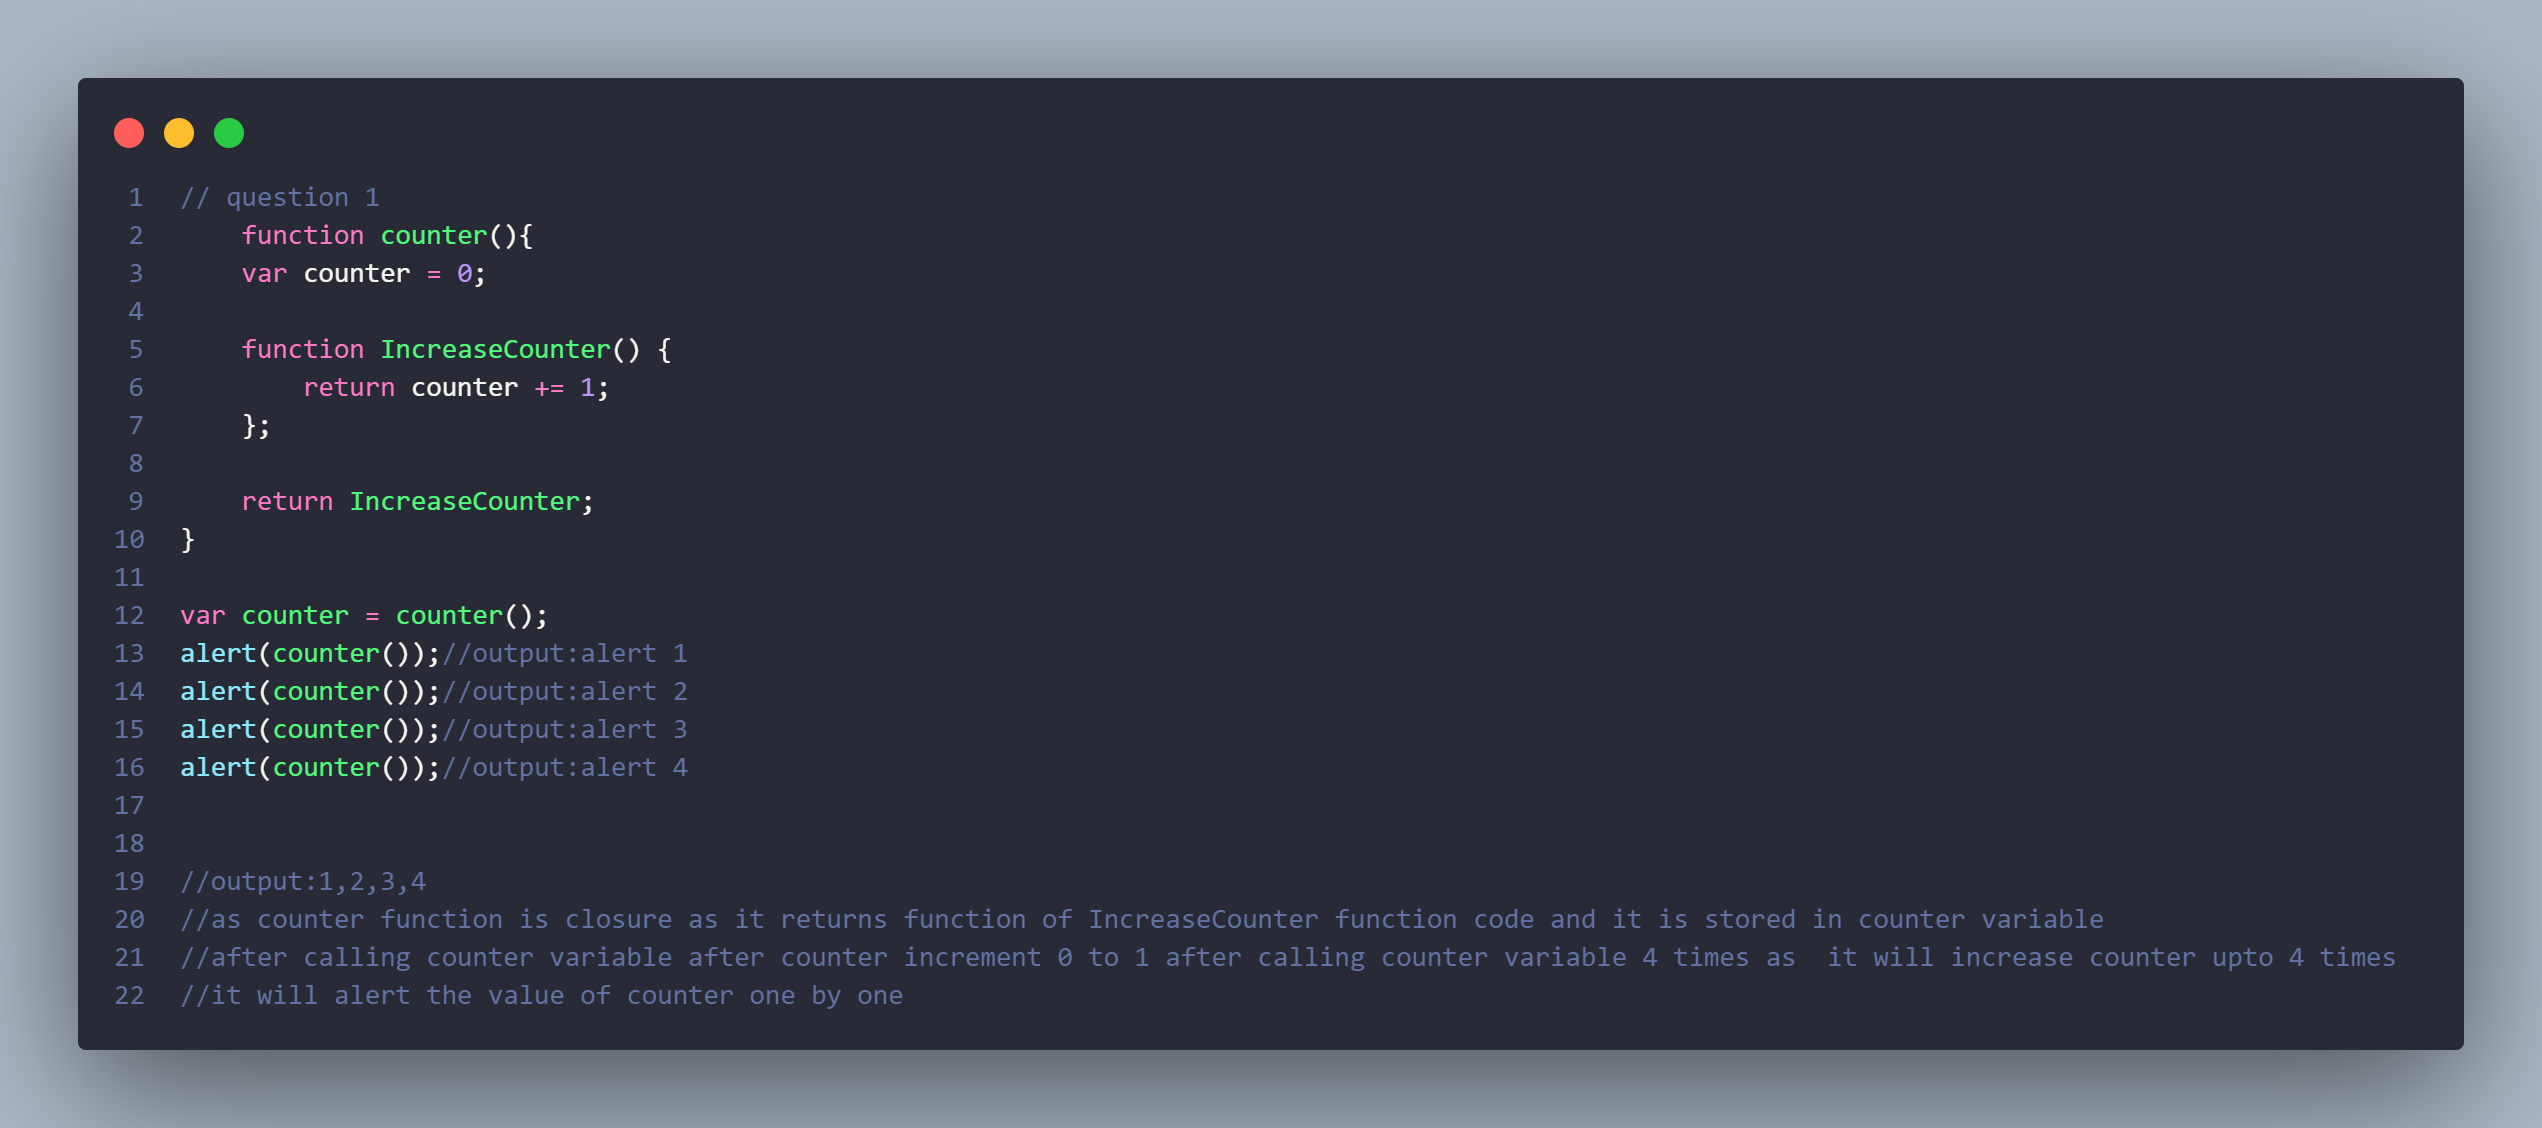 1 // question 1
2     function counter(){
3     var counter = 0;
4
5     function IncreaseCounter() {
6         return counter += 1;
7     };
8
9     return IncreaseCounter;
10 }
11
12 var counter = counter();
13 alert(counter());//output:alert 1
14 alert(counter());//output:alert 2
15 alert(counter());//output:alert 3
16 alert(counter());//output:alert 4
17
18
19 //output:1,2,3,4
20 //as counter function is closure as it returns function of IncreaseCounter function code and it is stored in counter variable
21 //after calling counter variable after counter increment 0 to 1 after calling counter variable 4 times as  it will increase counter upto 4 times
22 //it will alert the value of counter one by one